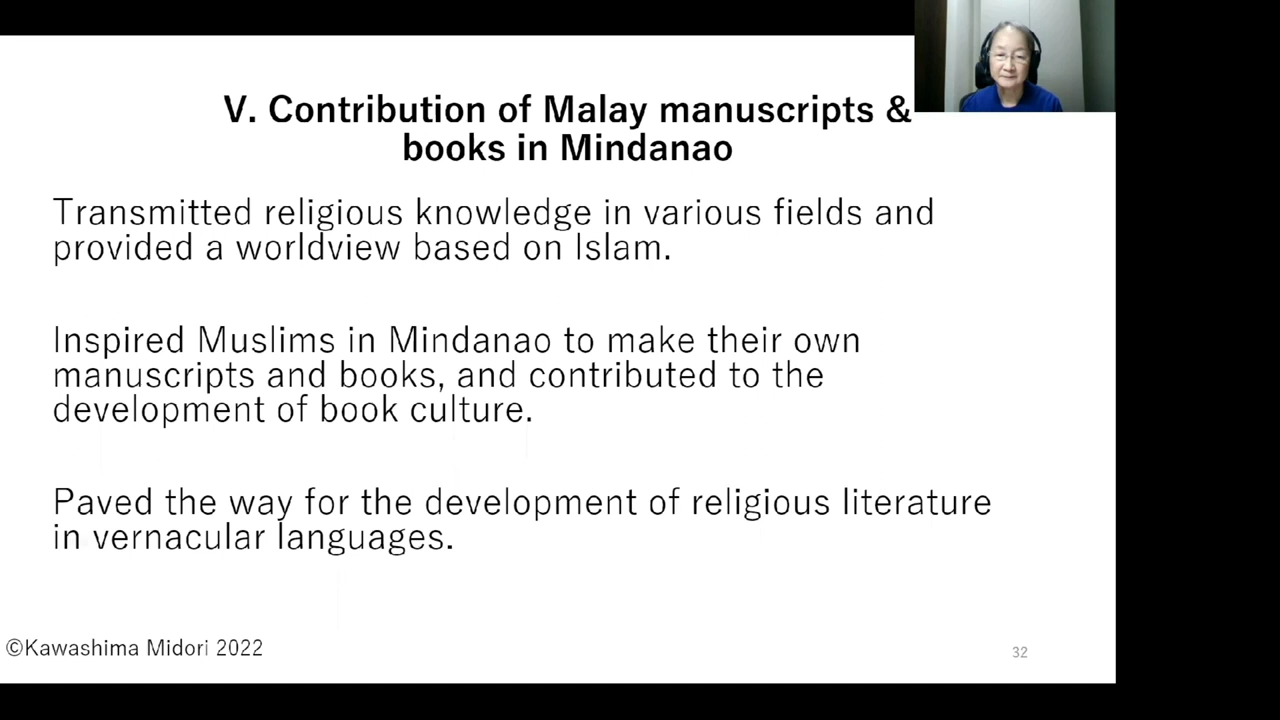 V. Contribution of Malay manuscripts &
books in Mindanao
Transmitted religious knowledge in various fields and
provided a worldview based on Islam.
Inspired Muslims in Mindanao to make their own
manuscripts and books, and contributed to the
development of book culture.
Paved the way for the development of religious literature
in vernacular languages.
©Kawashima Midori 2022
32